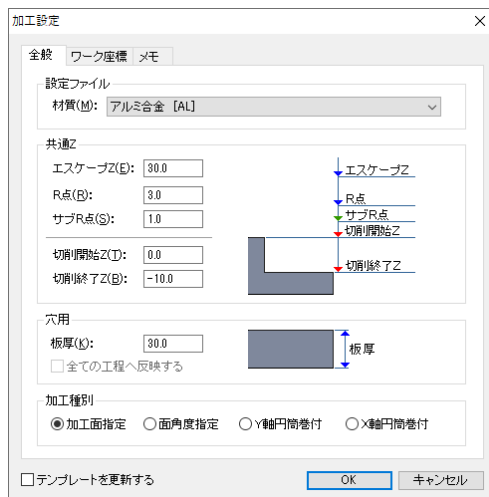 加工設定
全般 ワーク座標 メモ
設定ファイル
材質(M): アルミ合金 [AL]
共通Z
エスケープZ(E): 30.0
R点(R): 3.0
サブR点(S): 1.0
切削開始Z(T): 0.0
切削終了Z(B): -10.0
エスケープZ
R点
サブR点
切削開始Z
切削終了Z
穴用
板厚(K): 30.0
全ての工程へ反映する
板厚
加工種別
加工面指定 面角度指定 Y軸円筒巻付 X軸円筒巻付
テンプレートを更新する OK キャンセル